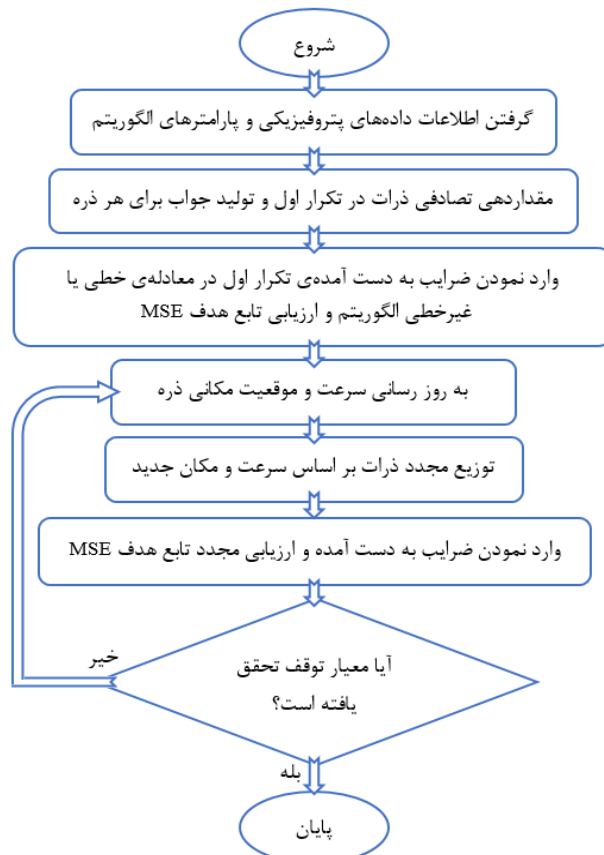 شروع
گرفتن اطلاعات داده‌های پتروفیزیکی و پارامترهای الگوریتم
مقداردهی تصادفی ذرات در تکرار اول و تولید جواب برای هر ذره
وارد نمودن ضرایب به دست آمده‌ی تکرار اول در معادله‌ی خطی یا
غیرخطی الگوریتم و ارزیابی تابع هدف MSE
به روز رسانی سرعت و موقعیت مکانی ذره
توزیع مجدد ذرات بر اساس سرعت و مکان جدید
وارد نمودن ضرایب به دست آمده و ارزیابی مجدد تابع هدف MSE
خیر
آیا معیار توقف تحقق
یافته است؟
بله
پایان